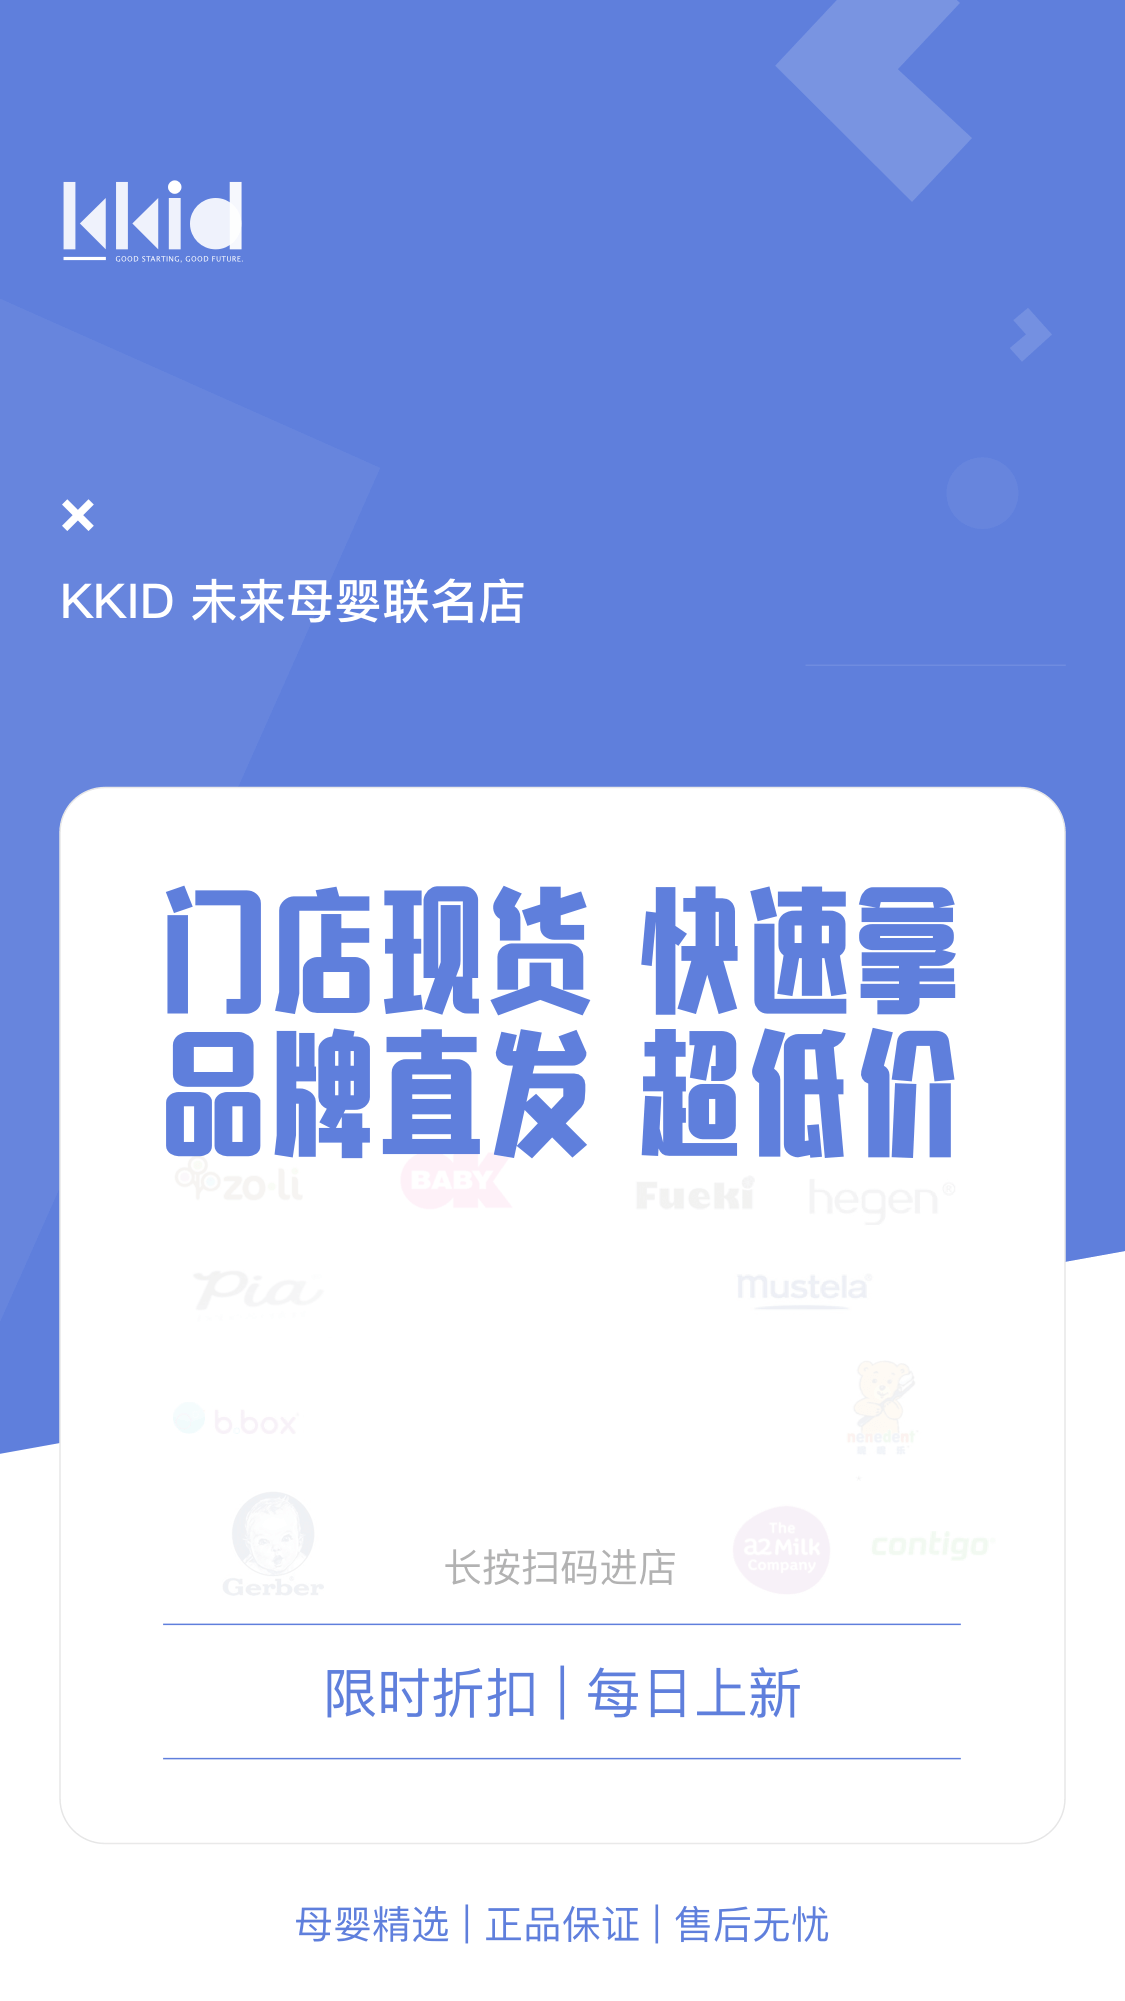 kkid
GOOD STARTING, GOOD FUTURE.
KKID 未来母婴联名店
门店现货 快速拿
品牌直发 超低价
zo·li
BABY
Fueki
hegen®
Pia
Mustela®
b.box
nenedent
Gerber
The
a2 Milk
Company
contigo
长按扫码进店
限时折扣 | 每日上新
母婴精选 | 正品保证 | 售后无忧